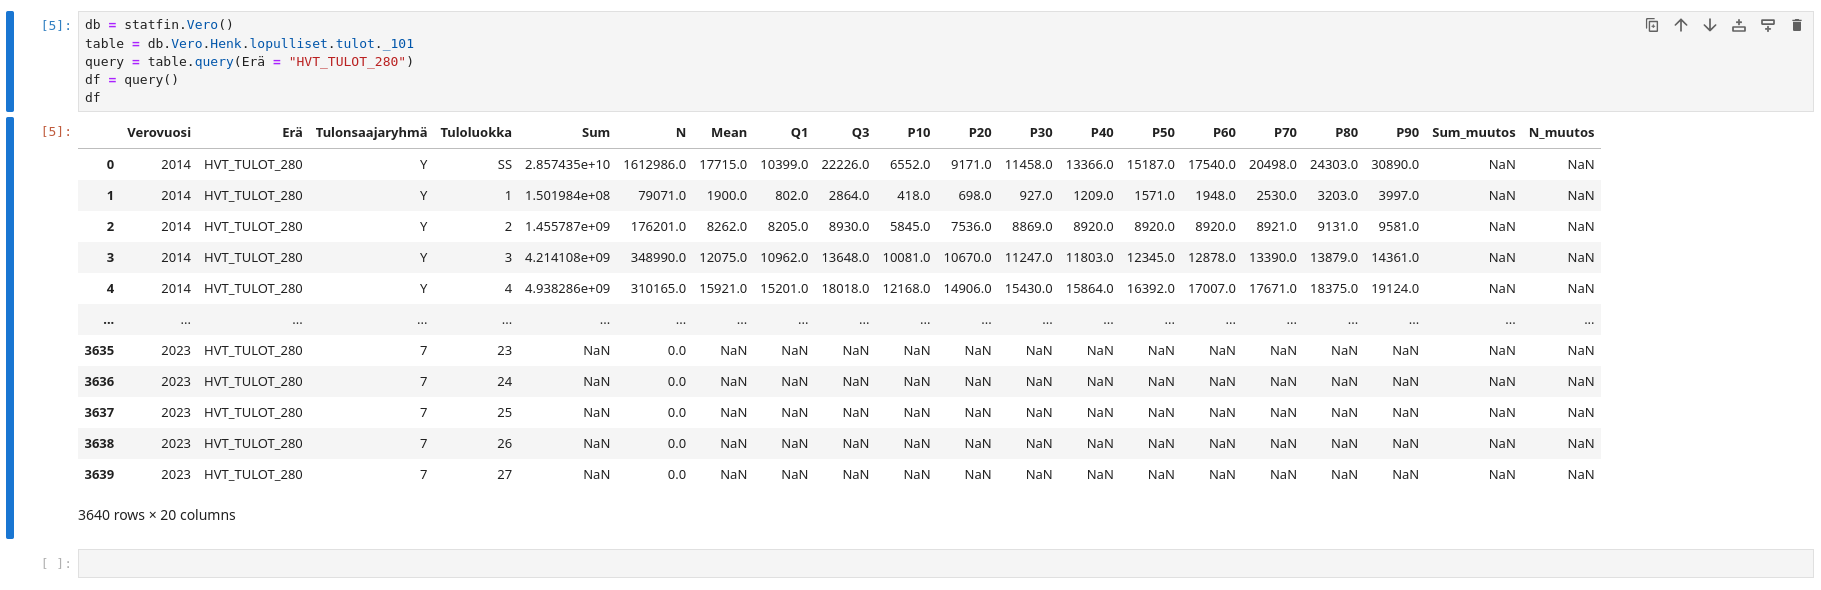 [5]: db = statfin.Vero()
table = db.Vero.Henk.lopulliset.tulot._101
query = table.query(Erä = "HVT_TULOT_280")
df = query()
df
[5]: Verovuosi Erä Tulonsaajaryhmä Tuloluokka Sum N Mean Q1 Q3 P10 P20 P30 P40 P50 P60 P70 P80 P90 Sum_muutos N_muutos
0 2014 HVT_TULOT_280 Y SS 2.857435e+10 1612986.0 17715.0 10399.0 22226.0 6552.0 9171.0 11458.0 13366.0 15187.0 17540.0 20498.0 24303.0 30890.0 NaN NaN
1 2014 HVT_TULOT_280 Y 1 1.501984e+08 79071.0 1900.0 802.0 2864.0 418.0 698.0 927.0 1209.0 1571.0 1948.0 2530.0 3203.0 3997.0 NaN NaN
2 2014 HVT_TULOT_280 Y 2 1.455787e+09 176201.0 8262.0 8205.0 8930.0 5845.0 7536.0 8869.0 8920.0 8920.0 8920.0 8921.0 9131.0 9581.0 NaN NaN
3 2014 HVT_TULOT_280 Y 3 4.214108e+09 348990.0 12075.0 10962.0 13648.0 10081.0 10670.0 11247.0 11803.0 12345.0 12878.0 13390.0 13879.0 14361.0 NaN NaN
4 2014 HVT_TULOT_280 Y 4 4.938286e+09 310165.0 15921.0 15201.0 18018.0 12168.0 14906.0 15430.0 15864.0 16392.0 17007.0 17671.0 18375.0 19124.0 NaN NaN
... ... ... ... ... ... ... ... ... ... ... ... ... ... ... ... ... ... ... ... ...
3635 2023 HVT_TULOT_280 7 23 NaN 0.0 NaN NaN NaN NaN NaN NaN NaN NaN NaN NaN NaN NaN NaN NaN
3636 2023 HVT_TULOT_280 7 24 NaN 0.0 NaN NaN NaN NaN NaN NaN NaN NaN NaN NaN NaN NaN NaN NaN
3637 2023 HVT_TULOT_280 7 25 NaN 0.0 NaN NaN NaN NaN NaN NaN NaN NaN NaN NaN NaN NaN NaN NaN
3638 2023 HVT_TULOT_280 7 26 NaN 0.0 NaN NaN NaN NaN NaN NaN NaN NaN NaN NaN NaN NaN NaN NaN
3639 2023 HVT_TULOT_280 7 27 NaN 0.0 NaN NaN NaN NaN NaN NaN NaN NaN NaN NaN NaN NaN NaN NaN
3640 rows × 20 columns
[ ]: